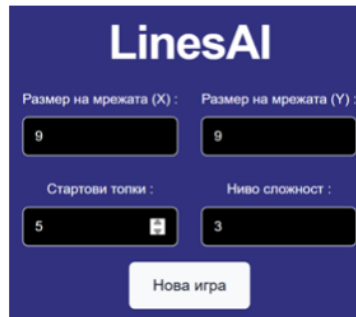 LinesAI
Размер на мрежата (X) : Размер на мрежата (Y) :
9 9
Стартови топки : Ниво сложност :
5 3
Нова игра